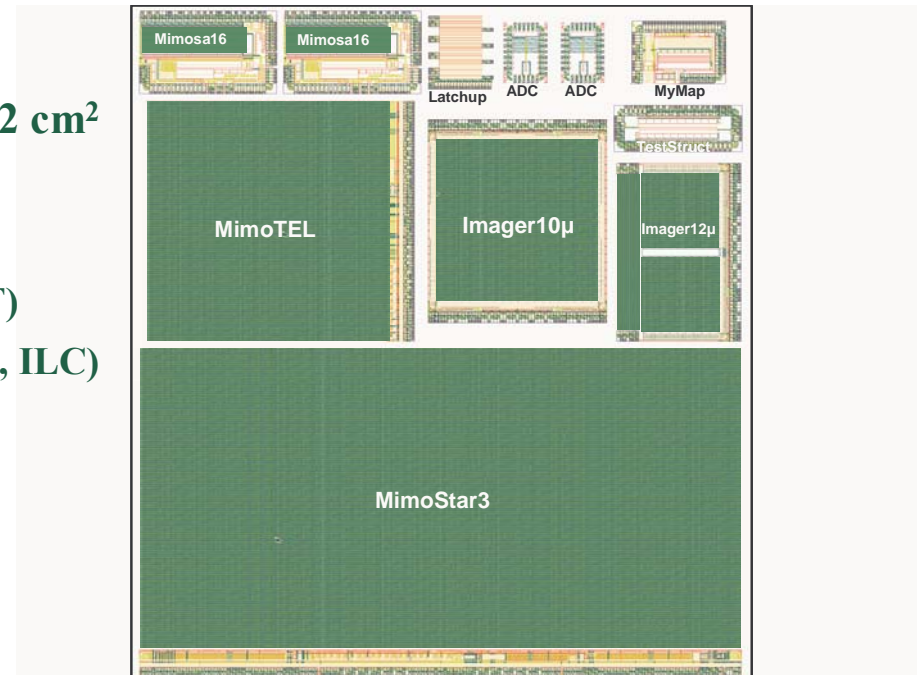 2 cm²
T)
, ILC)
Mimosa16
Mimosa16
Latchup
ADC
ADC
MyMap
TestStruct
MimoTEL
Imager10µ
Imager12µ
MimoStar3